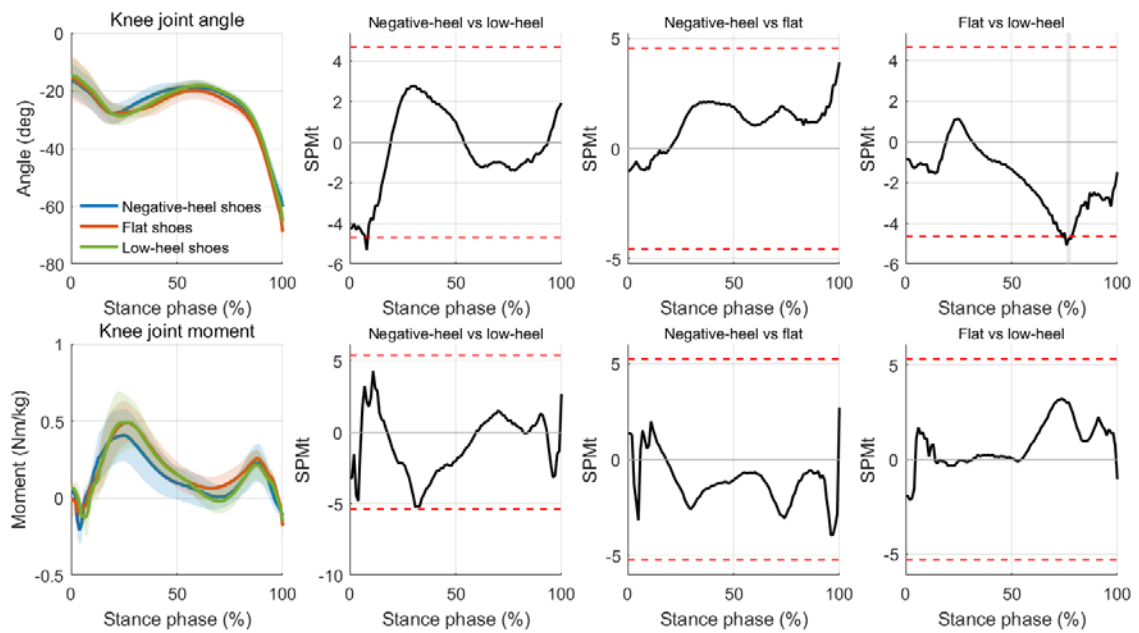 Knee joint angle
Negative-heel vs low-heel
Negative-heel vs flat
Flat vs low-heel
0
-20
-40
-60
-80
Angle (deg)
Negative-heel shoes
Flat shoes
Low-heel shoes
0 50 100
Stance phase (%)
4
2
0
-2
-4
-6
SPMt
0 50 100
Stance phase (%)
5
0
-5
SPMt
0 50 100
Stance phase (%)
4
2
0
-2
-4
-6
SPMt
0 50 100
Stance phase (%)
Knee joint moment
Negative-heel vs low-heel
Negative-heel vs flat
Flat vs low-heel
1
0.5
0
-0.5
Moment (Nm/kg)
0 50 100
Stance phase (%)
5
0
-5
-10
SPMt
0 50 100
Stance phase (%)
5
0
-5
SPMt
0 50 100
Stance phase (%)
5
0
-5
SPMt
0 50 100
Stance phase (%)